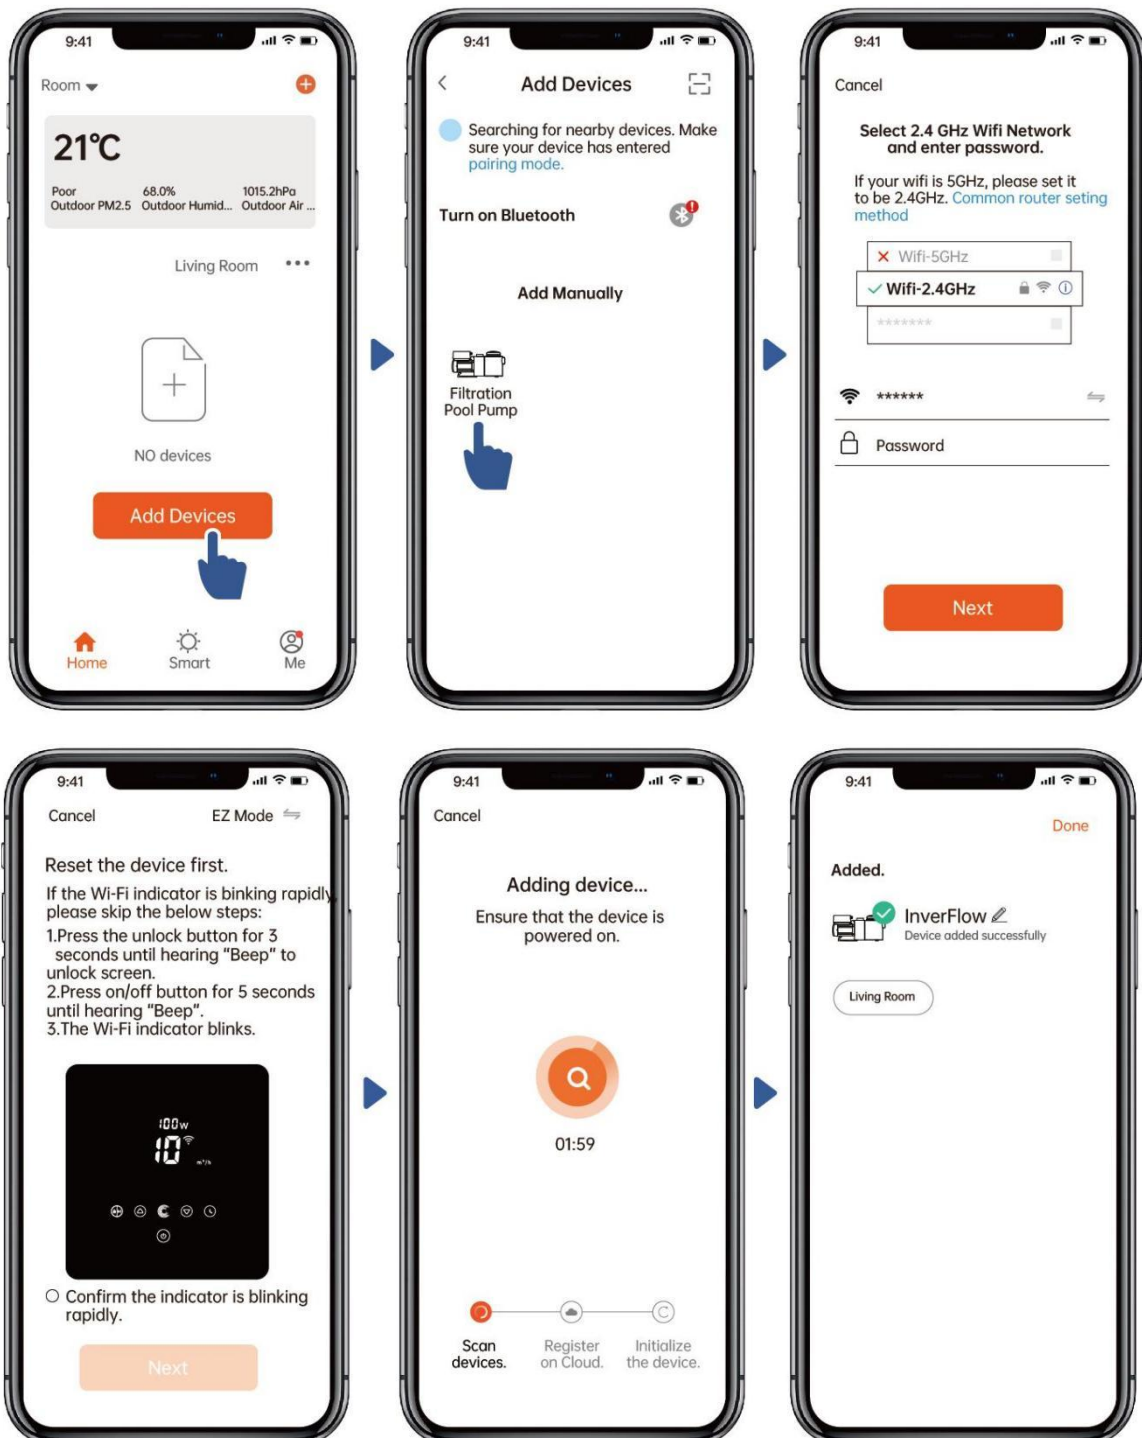 9:41
Room
21℃
Poor 68.0% 1015.2hPa
Outdoor PM2.5 Outdoor Humid... Outdoor Air ...
Living Room
NO devices
Add Devices
Home Smart Me
9:41
Add Devices
Searching for nearby devices. Make
sure your device has entered
pairing mode.
Turn on Bluetooth
Add Manually
Filtration
Pool Pump
9:41
Cancel
Select 2.4 GHz Wifi Network
and enter password.
If your wifi is 5GHz, please set it
to be 2.4GHz. Common router seting
method
Wifi-5GHz
Wifi-2.4GHz
*******
******
Password
Next
9:41
Cancel EZ Mode
Reset the device first.
If the Wi-Fi indicator is binking rapidly,
please skip the below steps:
1.Press the unlock button for 3
seconds until hearing "Beep" to
unlock screen.
2.Press on/off button for 5 seconds
until hearing "Beep".
3.The Wi-Fi indicator blinks.
100w
10
m³/h
Confirm the indicator is blinking
rapidly.
Next
9:41
Cancel
Adding device...
Ensure that the device is
powered on.
01:59
Scan Register Initialize
devices. on Cloud. the device.
9:41
Done
Added.
InverFlow
Device added successfully
Living Room